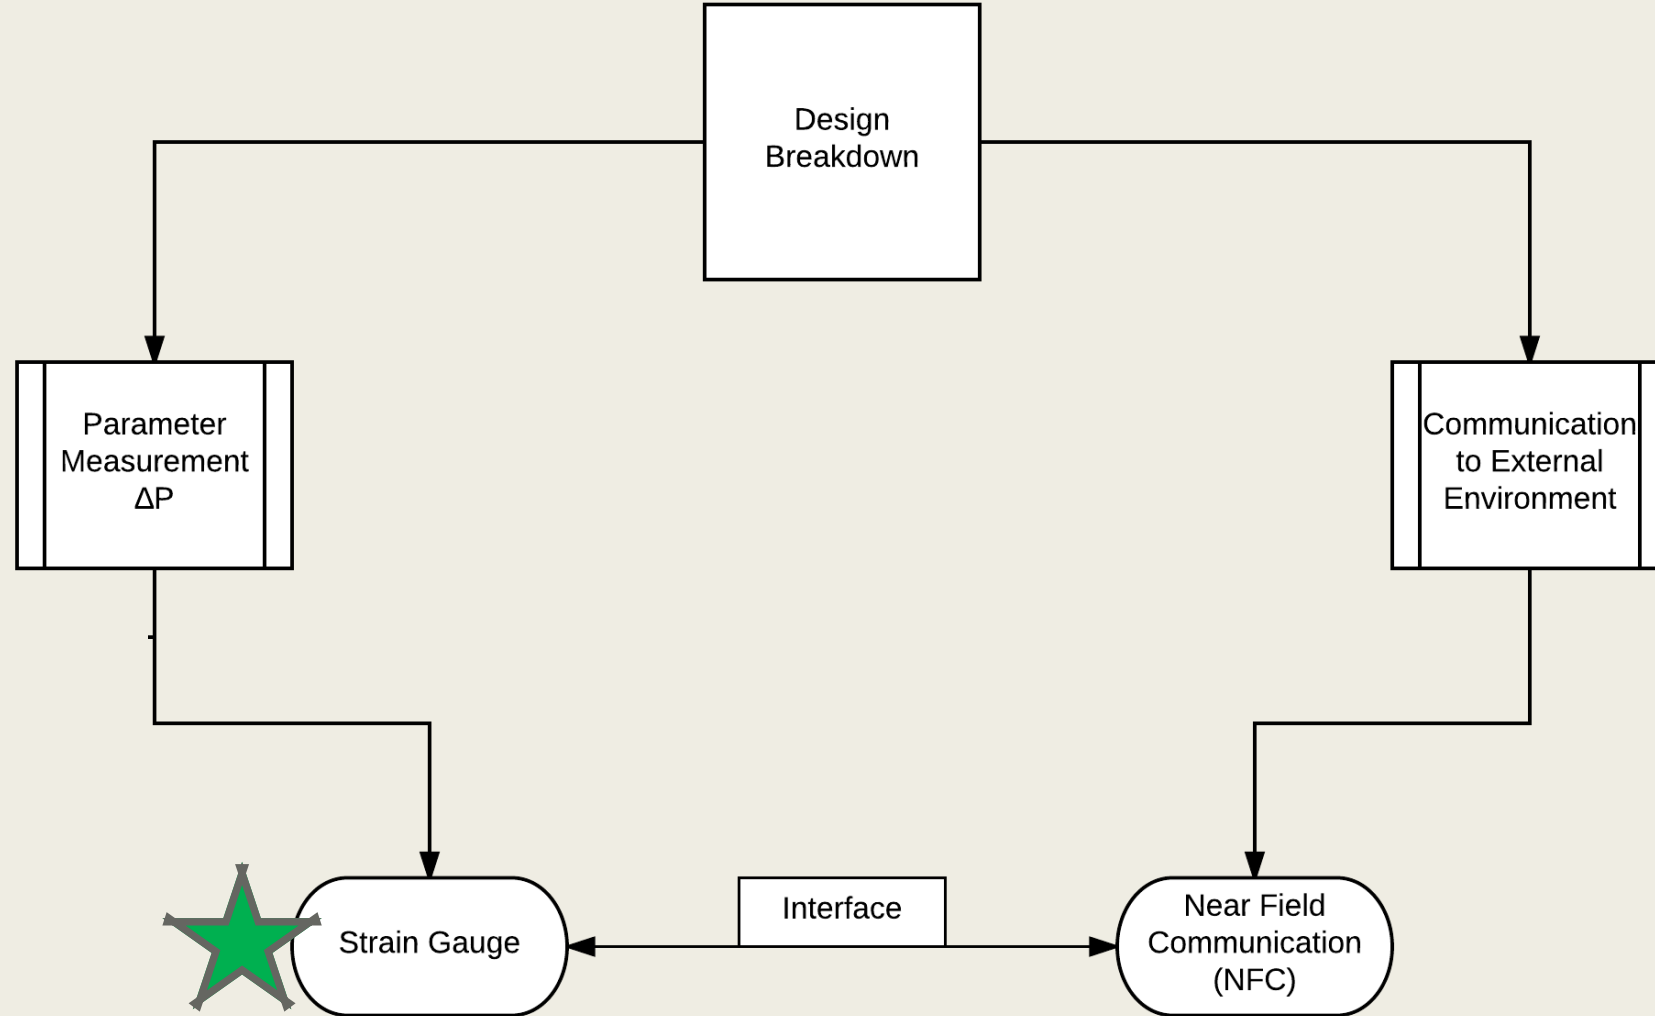 Design
Breakdown
Parameter
Measurement
ΔP
Communication
to External
Environment
Strain Gauge
Interface
Near Field
Communication
(NFC)